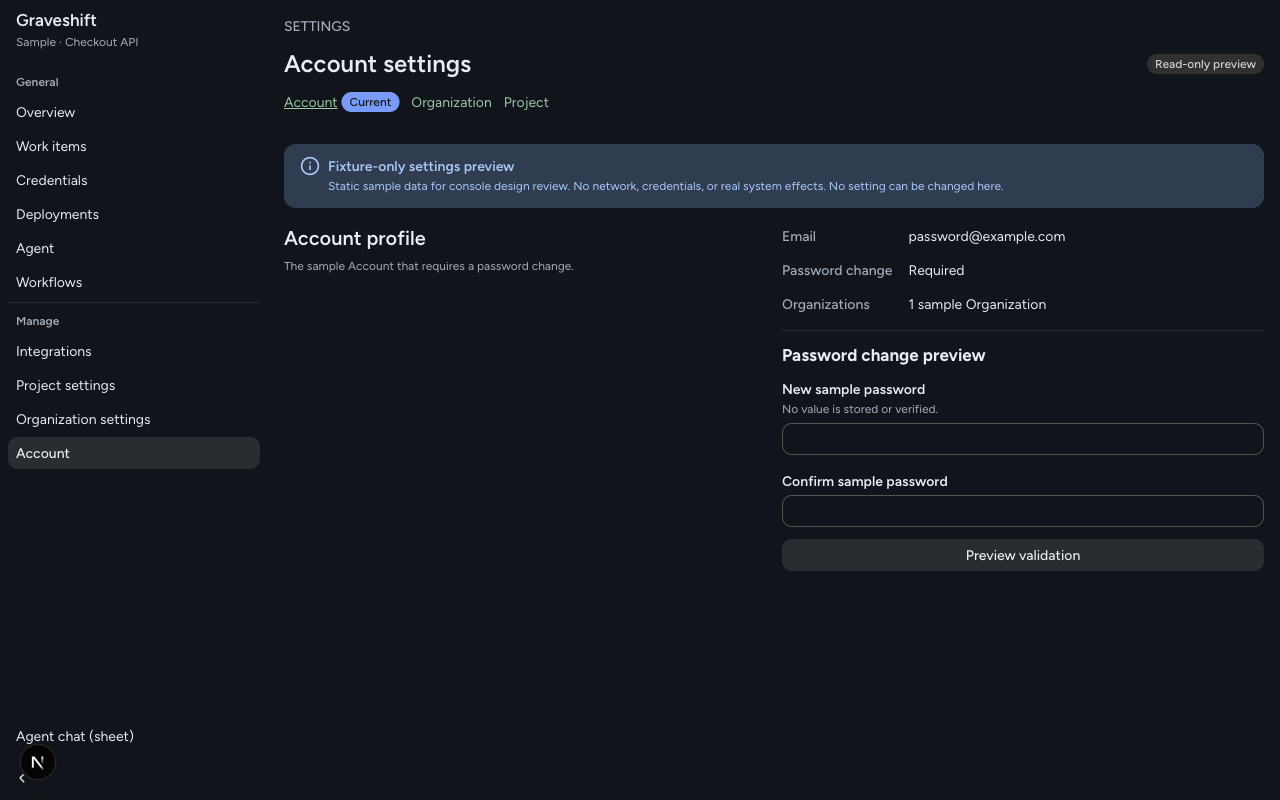 Graveshift
Sample · Checkout API
General
Overview
Work items
Credentials
Deployments
Agent
Workflows
Manage
Integrations
Project settings
Organization settings
Account
Agent chat (sheet)
N
SETTINGS
Account settings
Read-only preview
Account Current Organization Project
Fixture-only settings preview
Static sample data for console design review. No network, credentials, or real system effects. No setting can be changed here.
Account profile
The sample Account that requires a password change.
Email password@example.com
Password change Required
Organizations 1 sample Organization
Password change preview
New sample password
No value is stored or verified.
Confirm sample password
Preview validation